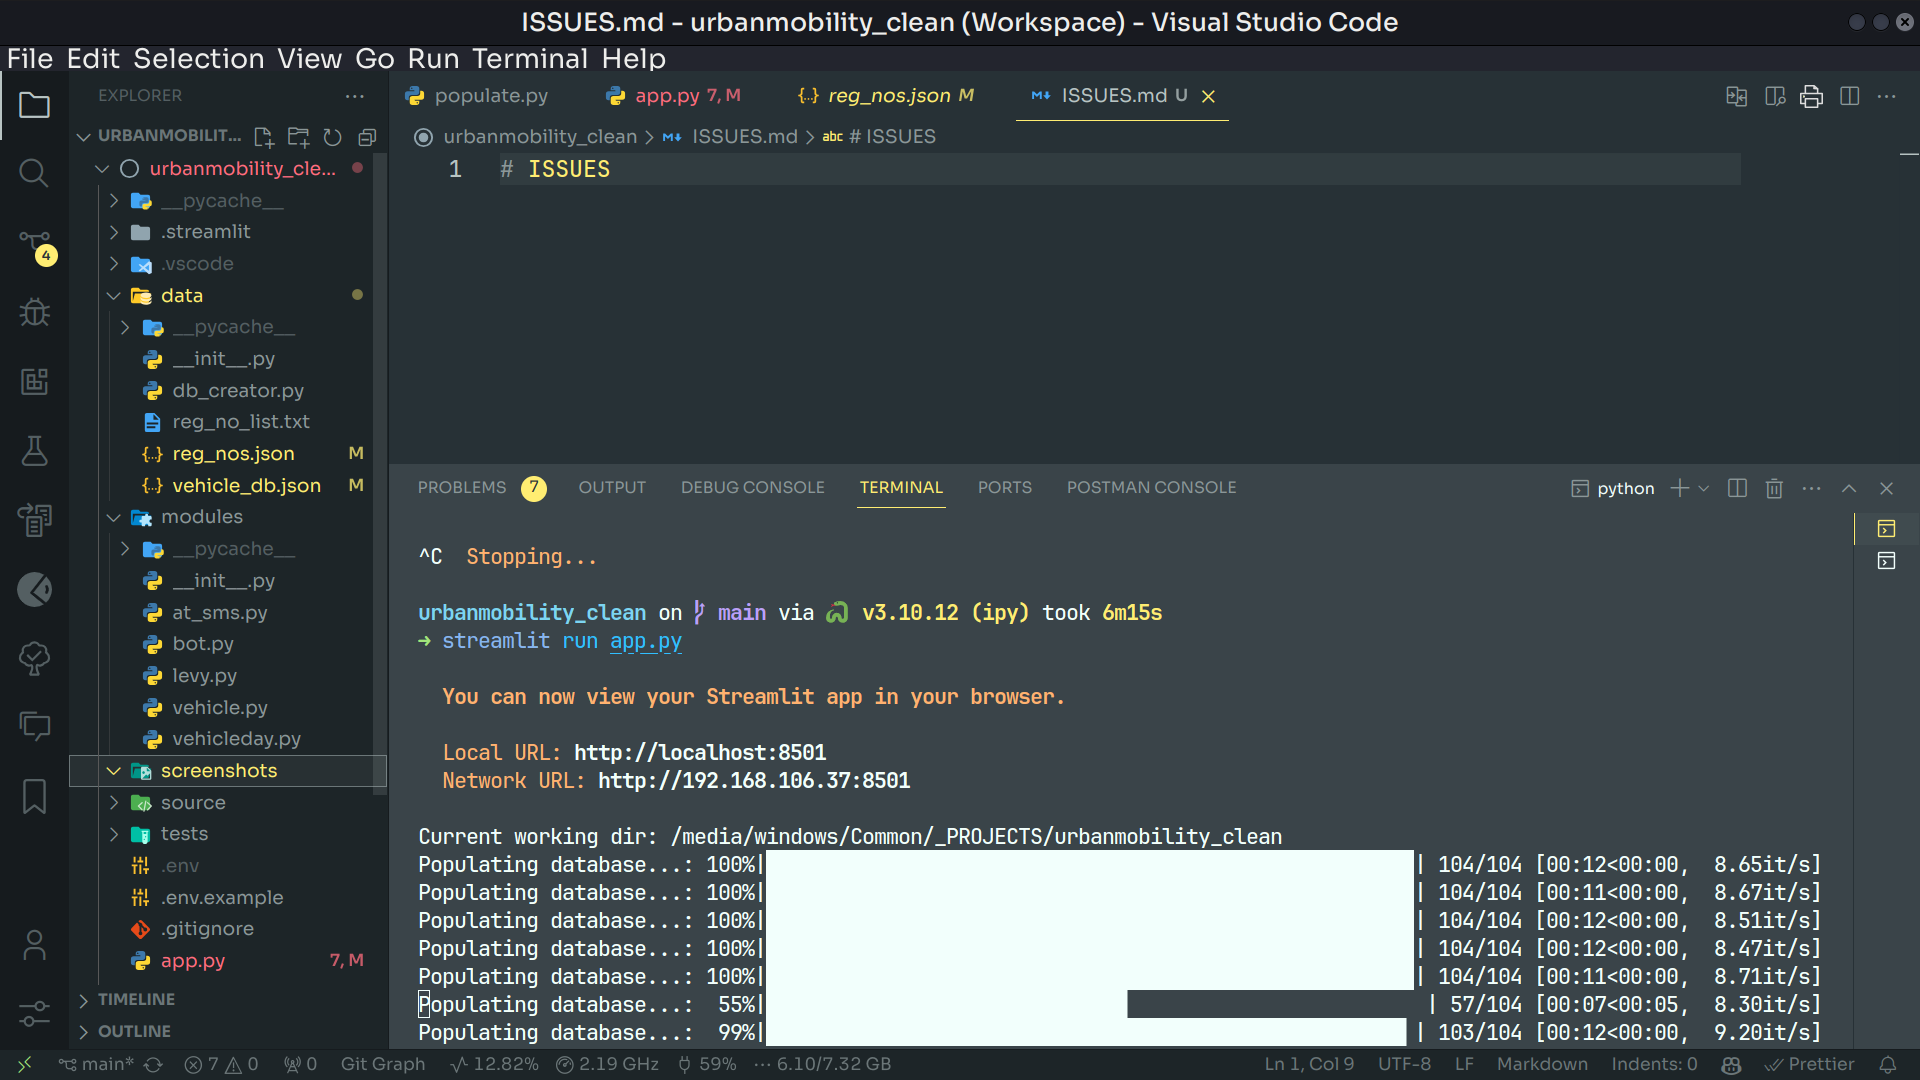 ISSUES.md - urbanmobility_clean (Workspace) - Visual Studio Code
File Edit Selection View Go Run Terminal Help
EXPLORER
URBANMOBILIT...
urbanmobility_cle...
__pycache__
.streamlit
.vscode
data
__pycache__
__init__.py
db_creator.py
reg_no_list.txt
reg_nos.json M
vehicle_db.json M
modules
__pycache__
__init__.py
at_sms.py
bot.py
levy.py
vehicle.py
vehicleday.py
screenshots
source
tests
.env
.env.example
.gitignore
app.py 7, M
TIMELINE
OUTLINE
4
populate.py app.py 7, M {..} reg_nos.json M ISSUES.md U
urbanmobility_clean > ISSUES.md > abc # ISSUES
1 # ISSUES
PROBLEMS 7 OUTPUT DEBUG CONSOLE TERMINAL PORTS POSTMAN CONSOLE python
^C Stopping...
urbanmobility_clean on main via v3.10.12 (ipy) took 6m15s
→ streamlit run app.py
You can now view your Streamlit app in your browser.
Local URL: http://localhost:8501
Network URL: http://192.168.106.37:8501
Current working dir: /media/windows/Common/_PROJECTS/urbanmobility_clean
Populating database...: 100%| | 104/104 [00:12<00:00, 8.65it/s]
Populating database...: 100%| | 104/104 [00:11<00:00, 8.67it/s]
Populating database...: 100%| | 104/104 [00:12<00:00, 8.51it/s]
Populating database...: 100%| | 104/104 [00:12<00:00, 8.47it/s]
Populating database...: 100%| | 104/104 [00:11<00:00, 8.71it/s]
Populating database...: 55%| | 57/104 [00:07<00:05, 8.30it/s]
Populating database...: 99%| | 103/104 [00:12<00:00, 9.20it/s]
main* 7 0 0 Git Graph 12.82% 2.19 GHz 59% 6.10/7.32 GB Ln 1, Col 9 UTF-8 LF Markdown Indents: 0 Prettier